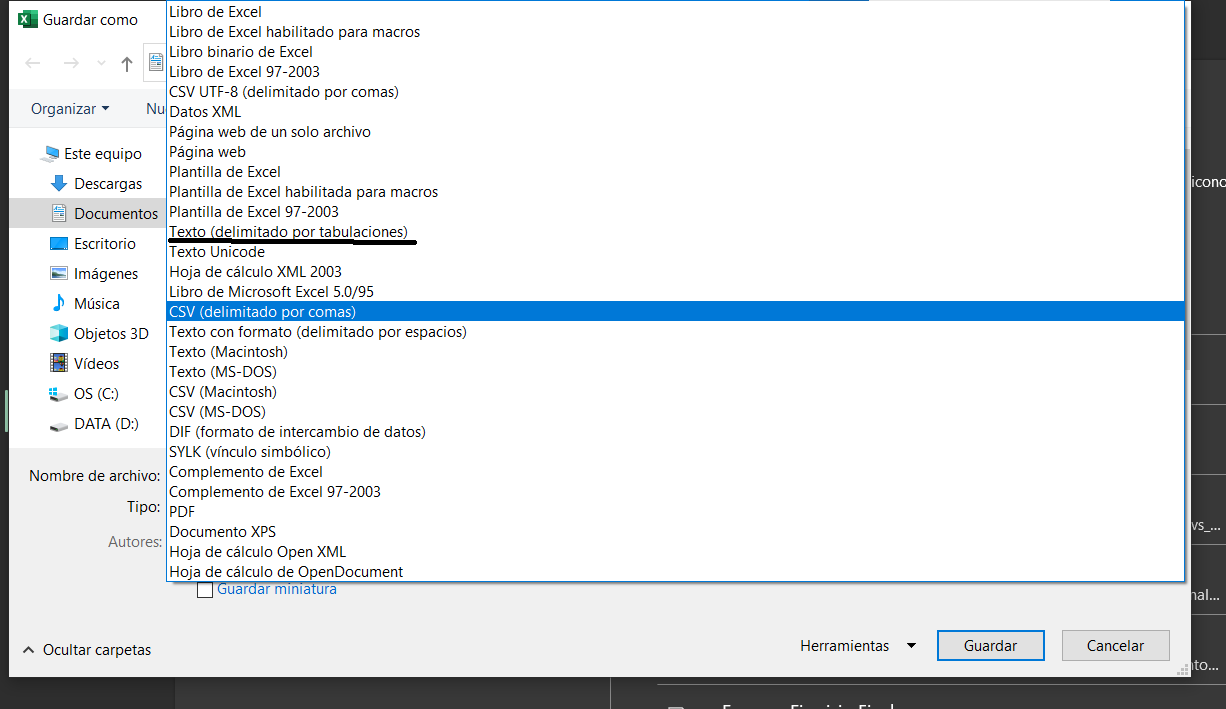 Guardar como
Organizar
Nu
Este equipo
Descargas
Documentos
Escritorio
Imágenes
Música
Objetos 3D
Vídeos
OS (C:)
DATA (D:)
Libro de Excel
Libro de Excel habilitado para macros
Libro binario de Excel
Libro de Excel 97-2003
CSV UTF-8 (delimitado por comas)
Datos XML
Página web de un solo archivo
Página web
Plantilla de Excel
Plantilla de Excel habilitada para macros
Plantilla de Excel 97-2003
Texto (delimitado por tabulaciones)
Texto Unicode
Hoja de cálculo XML 2003
Libro de Microsoft Excel 5.0/95
CSV (delimitado por comas)
Texto con formato (delimitado por espacios)
Texto (Macintosh)
Texto (MS-DOS)
CSV (Macintosh)
CSV (MS-DOS)
DIF (formato de intercambio de datos)
SYLK (vínculo simbólico)
Complemento de Excel
Complemento de Excel 97-2003
PDF
Documento XPS
Hoja de cálculo Open XML
Hoja de cálculo de OpenDocument
Nombre de archivo:
Tipo:
Autores:
Guardar miniatura
Ocultar carpetas
Herramientas
Guardar
Cancelar
icono
vs_...
nal...
nto...